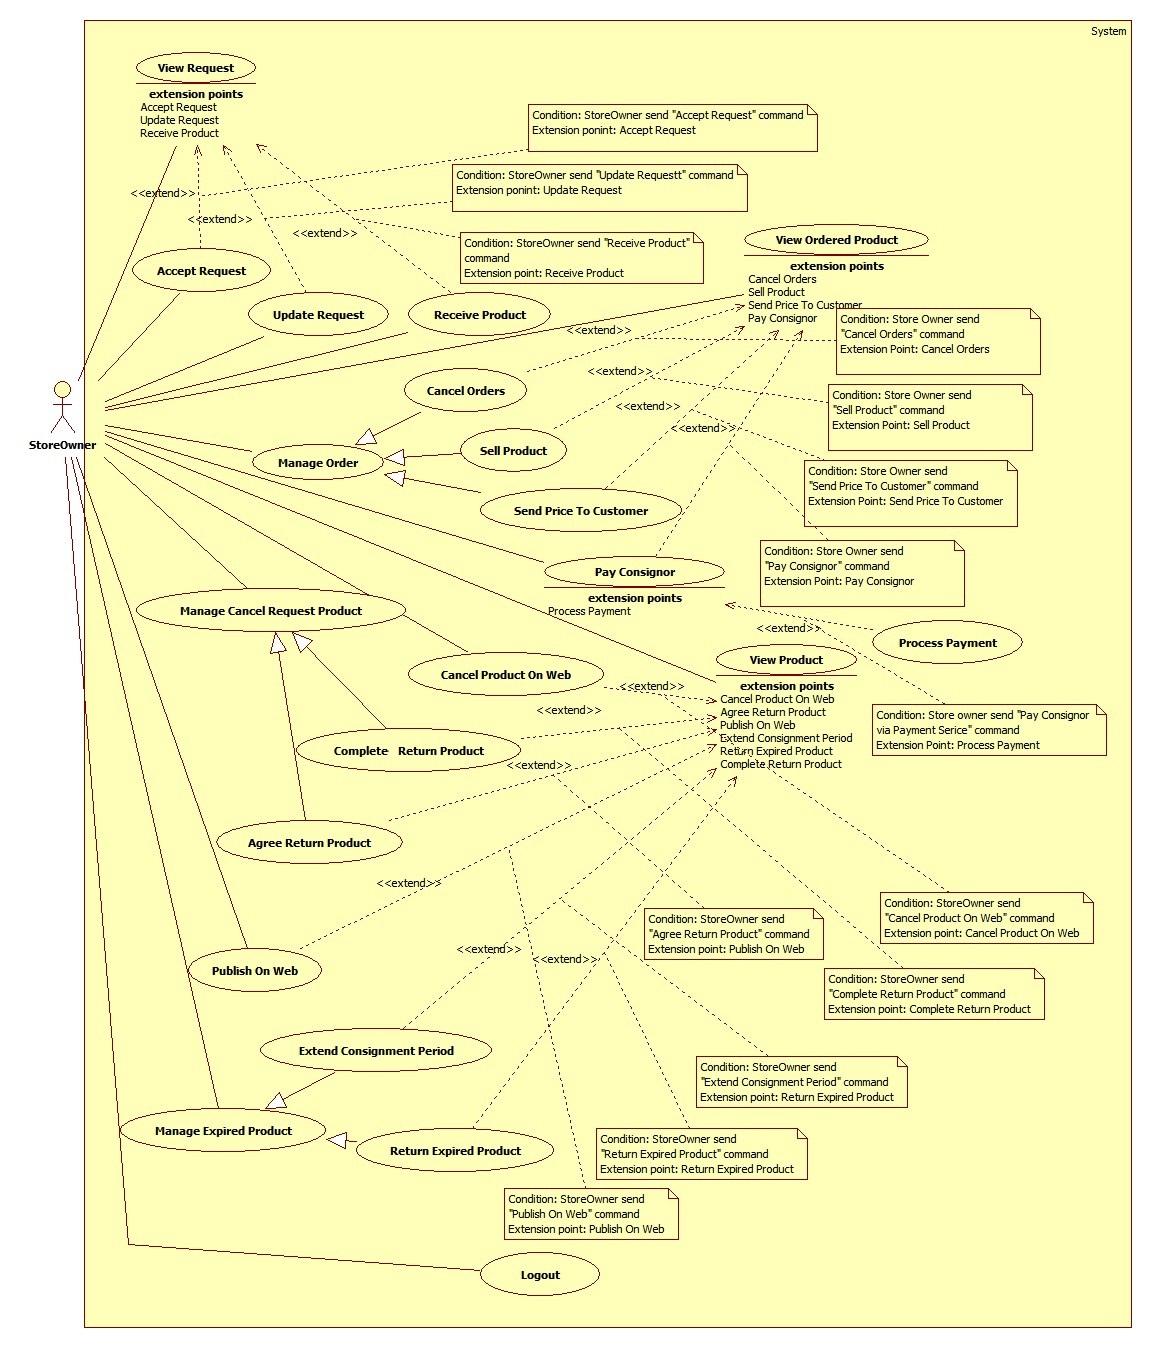 System
View Request
extension points
Accept Request
Update Request
Receive Product
Condition: StoreOwner send "Accept Request" command
Extension ponint: Accept Request
<<extend>>
Condition: StoreOwner send "Update Requestt" command
Extension ponint: Update Request
<<extend>>
<<extend>>
Condition: StoreOwner send "Receive Product"
command
Extension point: Receive Product
View Ordered Product
extension points
Cancel Orders
Sell Product
Send Price To Customer
Pay Consignor
Accept Request
Update Request
Receive Product
<<extend>>
Condition: Store Owner send
"Cancel Orders" command
Extension Point: Cancel Orders
<<extend>>
Cancel Orders
Condition: Store Owner send
"Sell Product" command
Extension Point: Sell Product
<<extend>>
<<extend>>
StoreOwner
Manage Order
Sell Product
Condition: Store Owner send
"Send Price To Customer" command
Extension Point: Send Price To Customer
Send Price To Customer
Condition: Store Owner send
"Pay Consignor" command
Extension Point: Pay Consignor
Pay Consignor
extension points
Process Payment
Manage Cancel Request Product
<<extend>>
Process Payment
View Product
extension points
Cancel Product On Web
Agree Return Product
Publish On Web
Extend Consignment Period
Return Expired Product
Complete Return Product
Cancel Product On Web
<<extend>>
<<extend>>
Condition: Store owner send "Pay Consignor
via Payment Serice" command
Extension Point: Process Payment
Complete   Return Product
<<extend>>
Agree Return Product
<<extend>>
Condition: StoreOwner send
"Cancel Product On Web" command
Extension point: Cancel Product On Web
Condition: StoreOwner send
"Agree Return Product" command
Extension point: Publish On Web
<<extend>>
<<extend>>
Publish On Web
Condition: StoreOwner send
"Complete Return Product" command
Extension point: Complete Return Product
Extend Consignment Period
Condition: StoreOwner send
"Extend Consignment Period" command
Extension point: Return Expired Product
Manage Expired Product
Return Expired Product
Condition: StoreOwner send
"Return Expired Product" command
Extension point: Return Expired Product
Condition: StoreOwner send
"Publish On Web" command
Extension point: Publish On Web
Logout